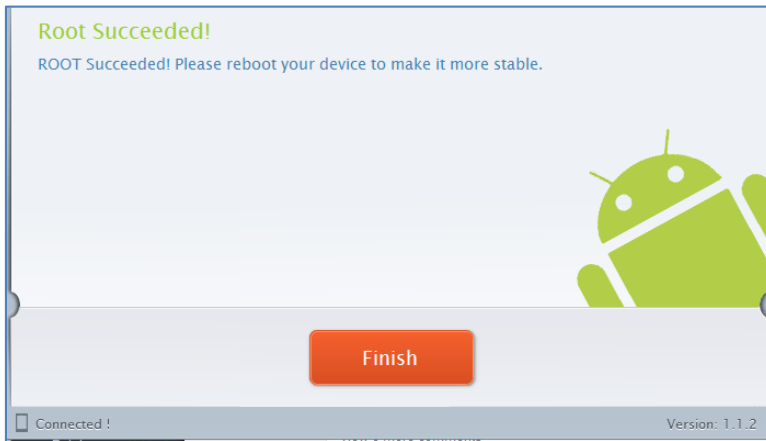 Root Succeeded!
ROOT Succeeded! Please reboot your device to make it more stable.
Finish
Connected !
Version: 1.1.2